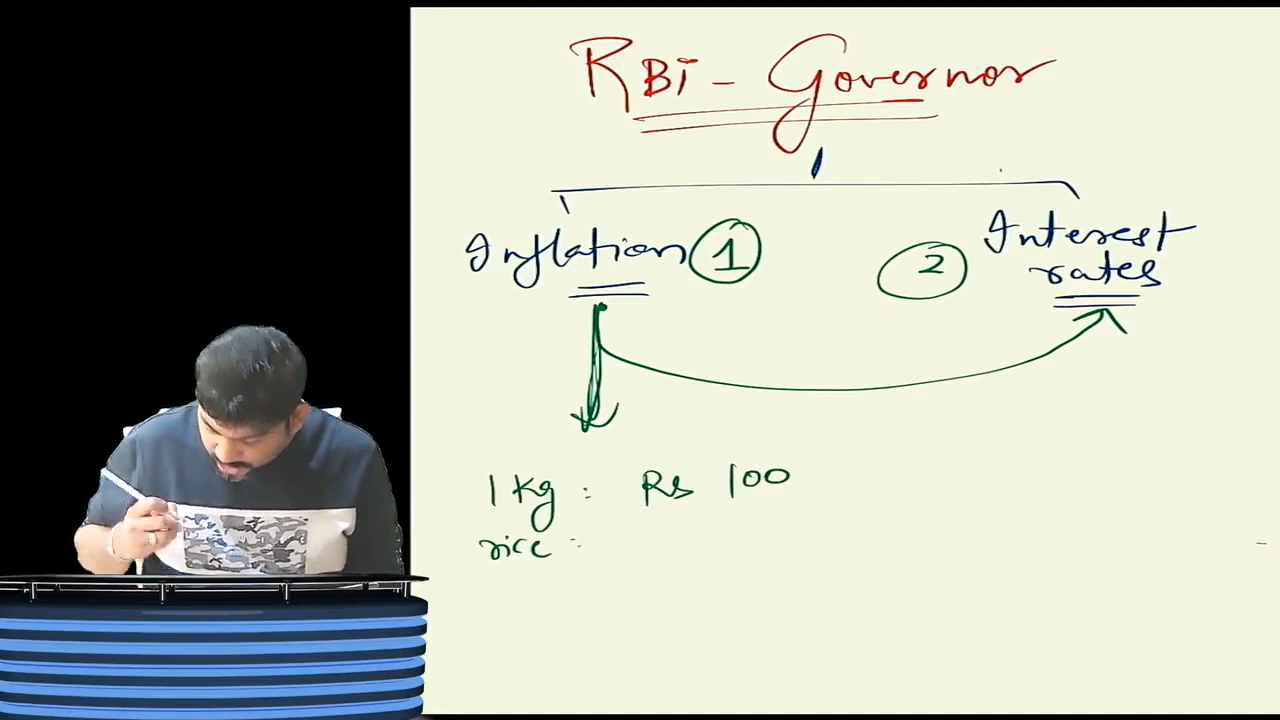 RBi - Governor
Inflation 1
2 Interest
rates
1 Kg : Rs 100
rice :